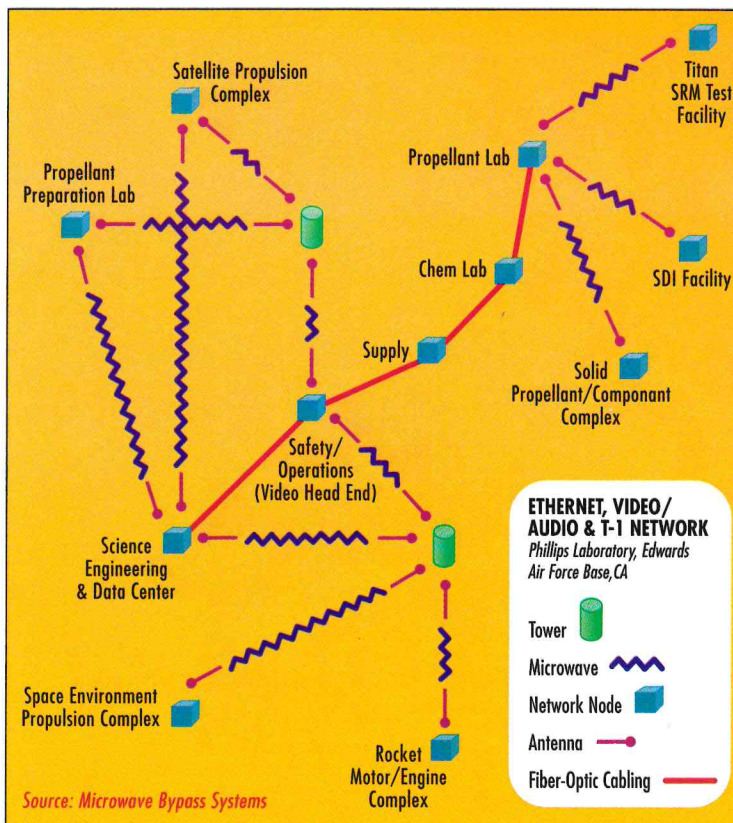 Satellite Propulsion
Complex
Titan
SRM Test
Facility
Propellant Lab
Propellant
Preparation Lab
SDI Facility
Chem Lab
Supply
Solid
Propellant/Componant
Complex
Safety/
Operations
(Video Head End)
Science
Engineering
& Data Center
Space Environment
Propulsion Complex
Rocket
Motor/Engine
Complex
ETHERNET, VIDEO/
AUDIO & T-1 NETWORK
Phillips Laboratory, Edwards
Air Force Base,CA
Tower
Microwave
Network Node
Antenna
Fiber-Optic Cabling
Source: Microwave Bypass Systems